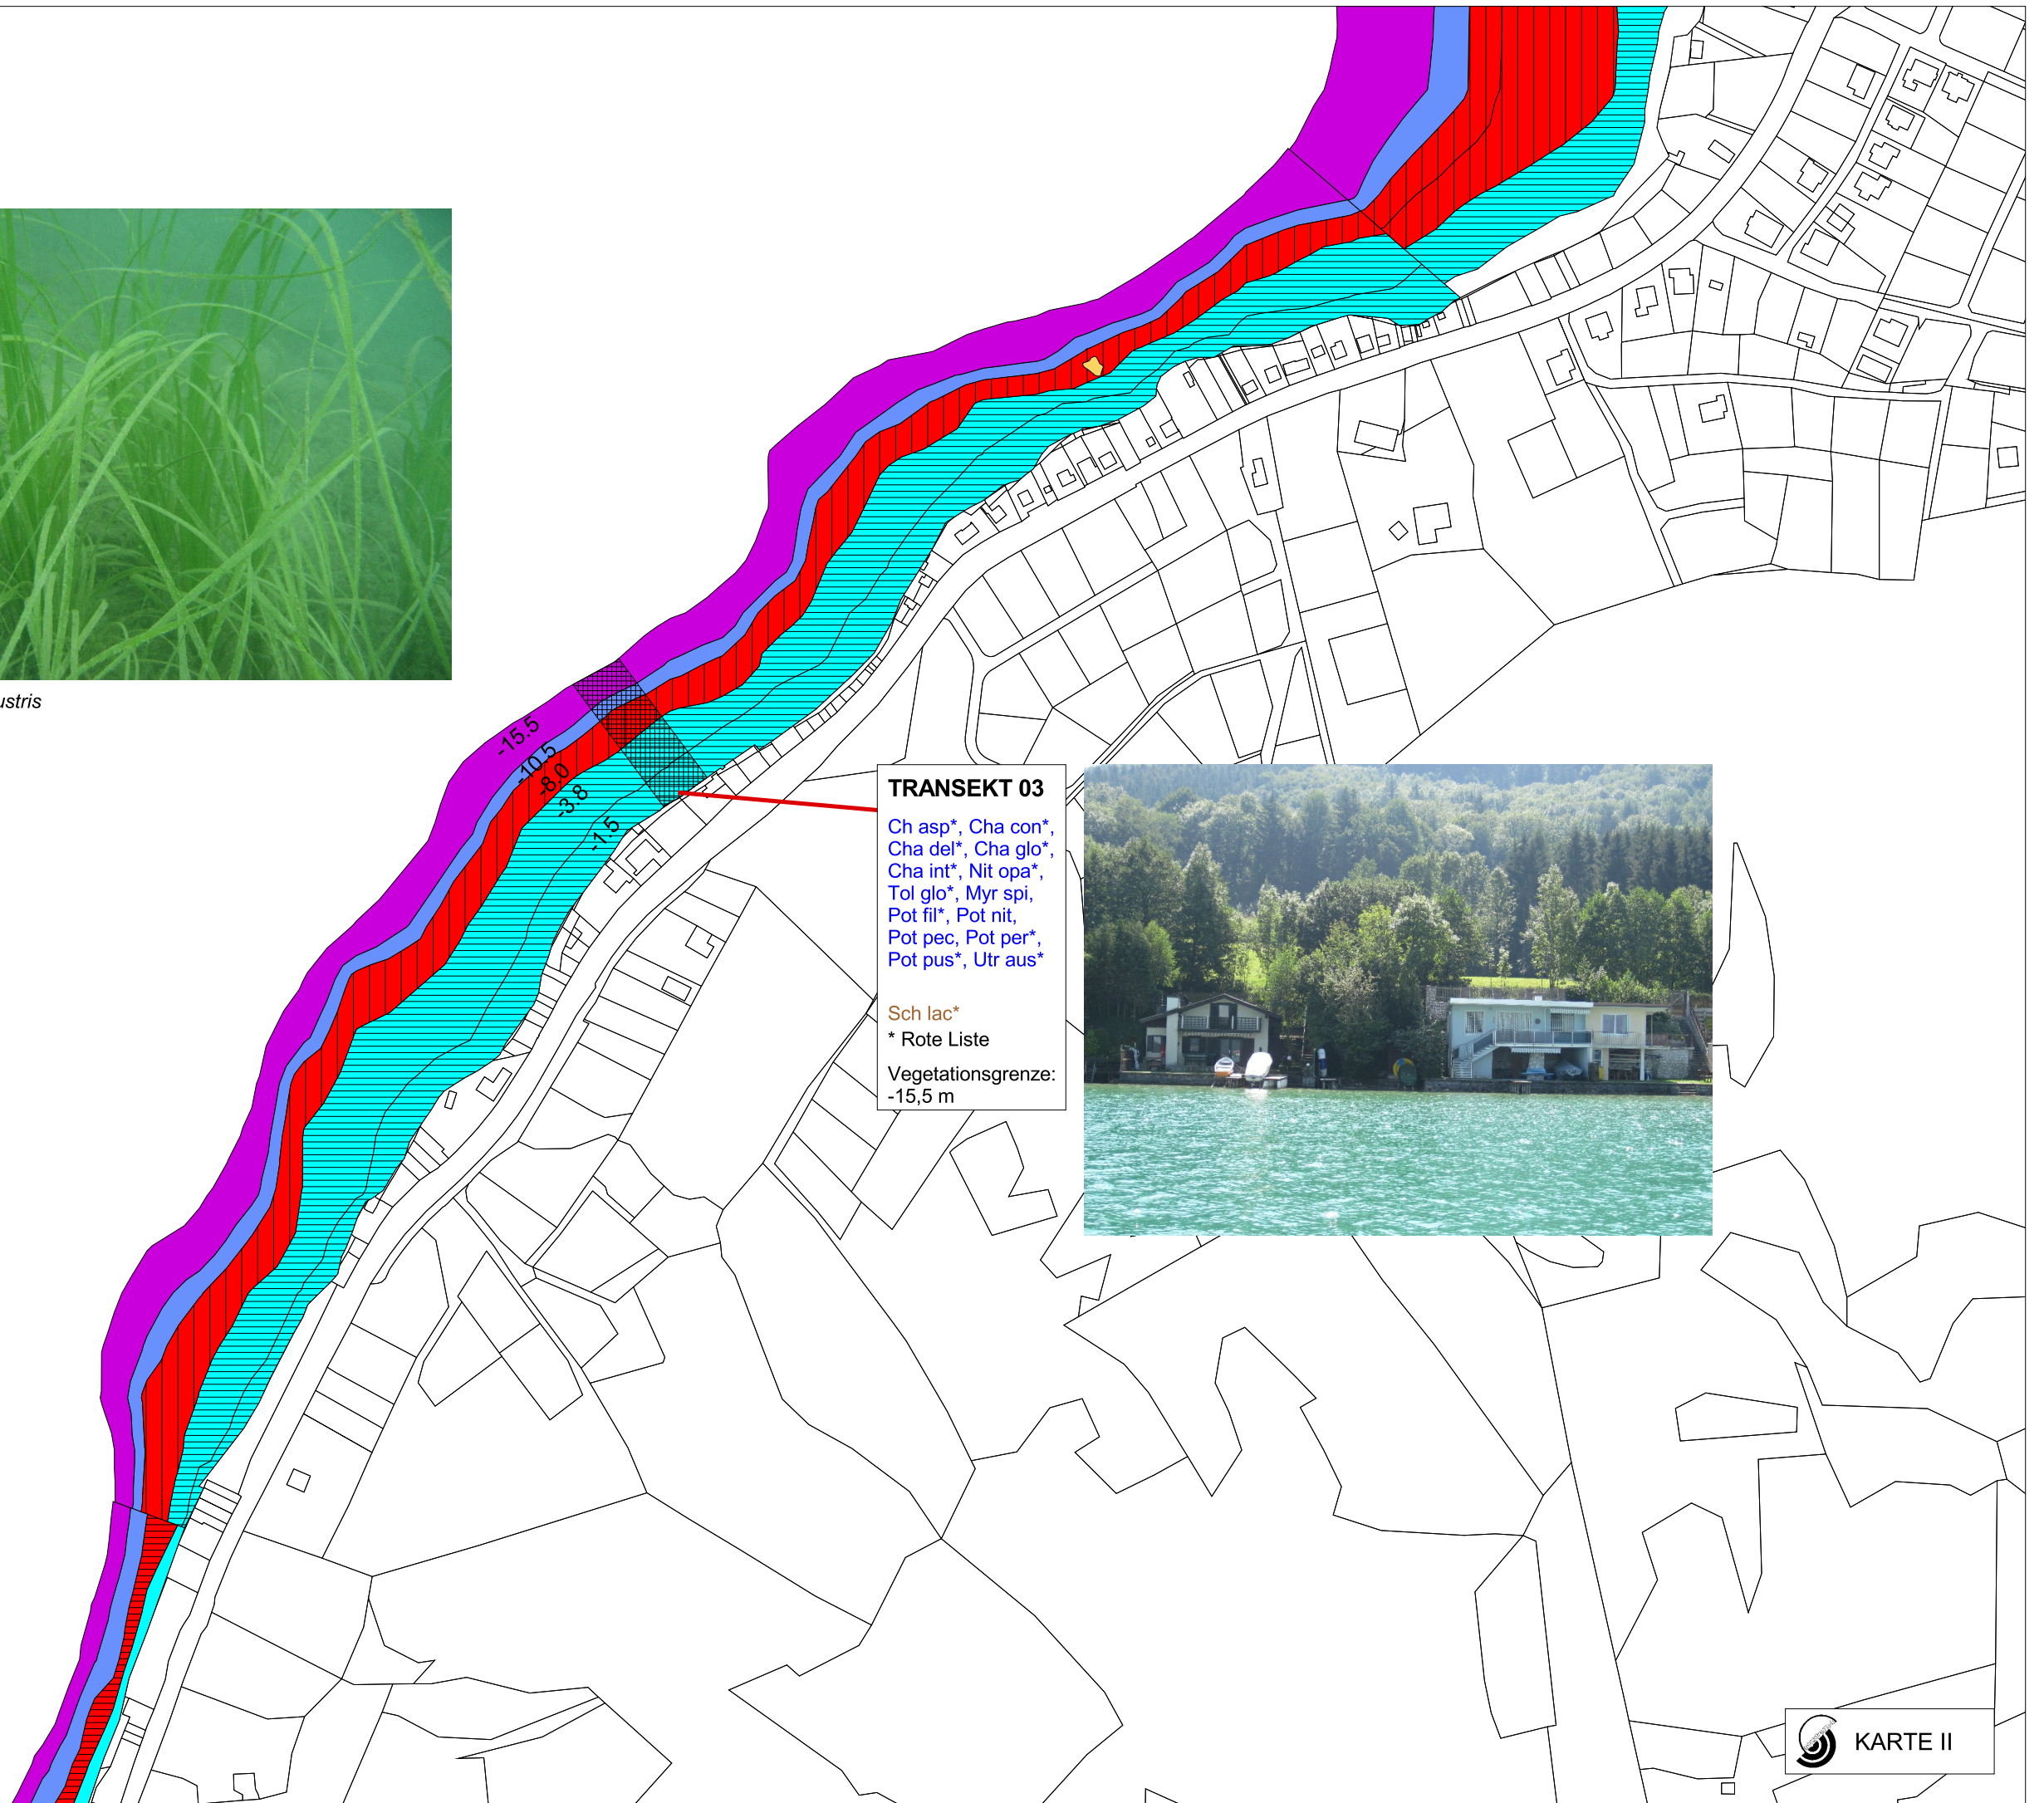 ustris
-15.5
-10.5
-8.0
-3.8
-1.5
TRANSEKT 03
Ch asp*, Cha con*,
Cha del*, Cha glo*,
Cha int*, Nit opa*,
Tol glo*, Myr spi,
Pot fil*, Pot nit,
Pot pec, Pot per*,
Pot pus*, Utr aus*
Sch lac*
* Rote Liste
Vegetationsgrenze:
-15,5 m
KARTE II